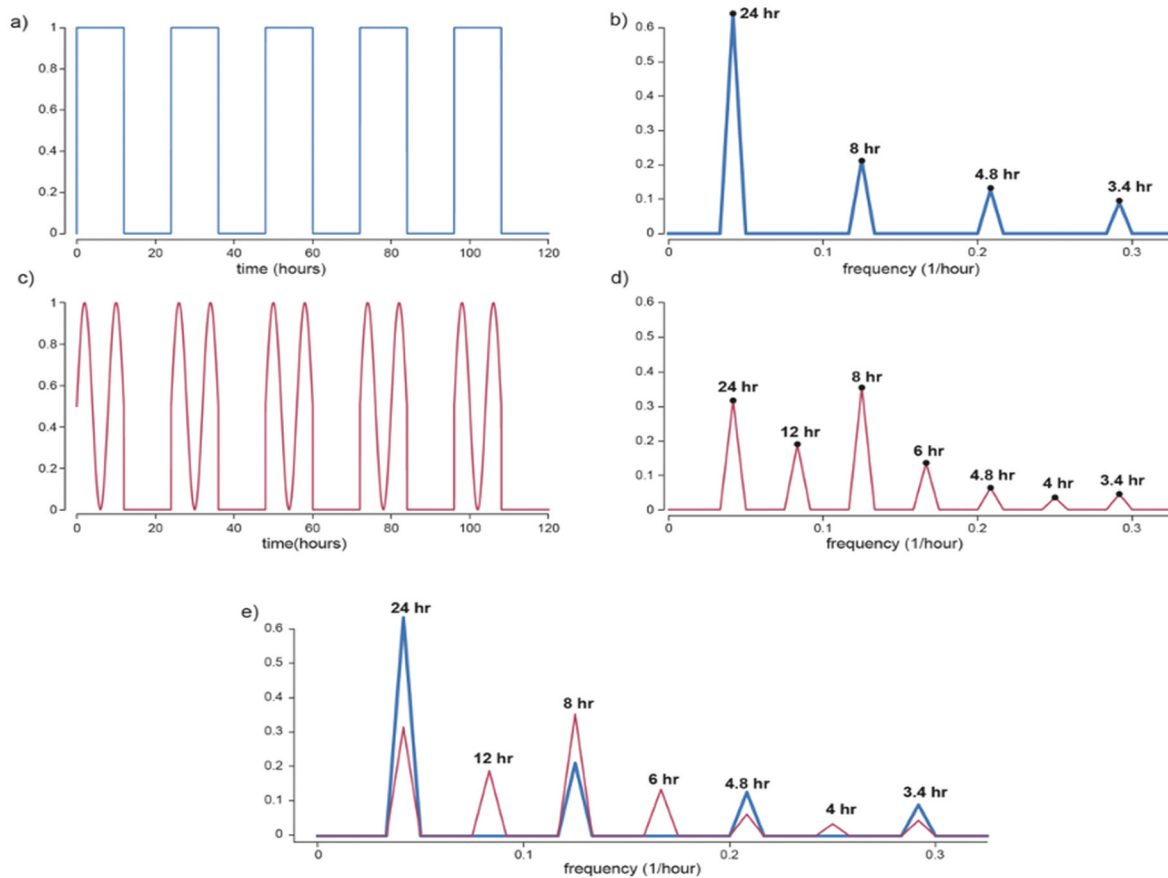 a)
1
0.8
0.6
0.4
0.2
0
0 20 40 60 80 100 120
time (hours)
b)
0.6
0.5
0.4
0.3
0.2
0.1
0
24 hr
8 hr
4.8 hr
3.4 hr
0 0.1 0.2 0.3
frequency (1/hour)
c)
1
0.8
0.6
0.4
0.2
0
0 20 40 60 80 100 120
time(hours)
d)
0.6
0.5
0.4
0.3
0.2
0.1
0
24 hr
12 hr
8 hr
6 hr
4.8 hr
4 hr
3.4 hr
0 0.1 0.2 0.3
frequency (1/hour)
e)
0.6
0.5
0.4
0.3
0.2
0.1
0
24 hr
12 hr
8 hr
6 hr
4.8 hr
4 hr
3.4 hr
0 0.1 0.2 0.3
frequency (1/hour)